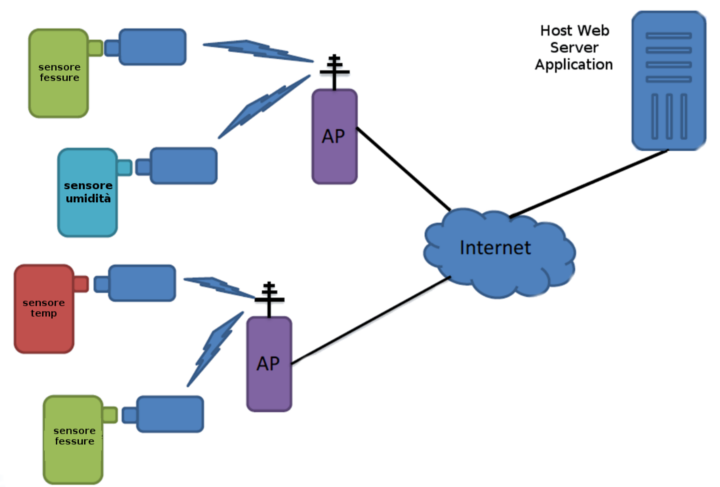 sensore
fessure
Host Web
Server
Application
AP
sensore
umidità
Internet
sensore
temp
AP
sensore
fessure